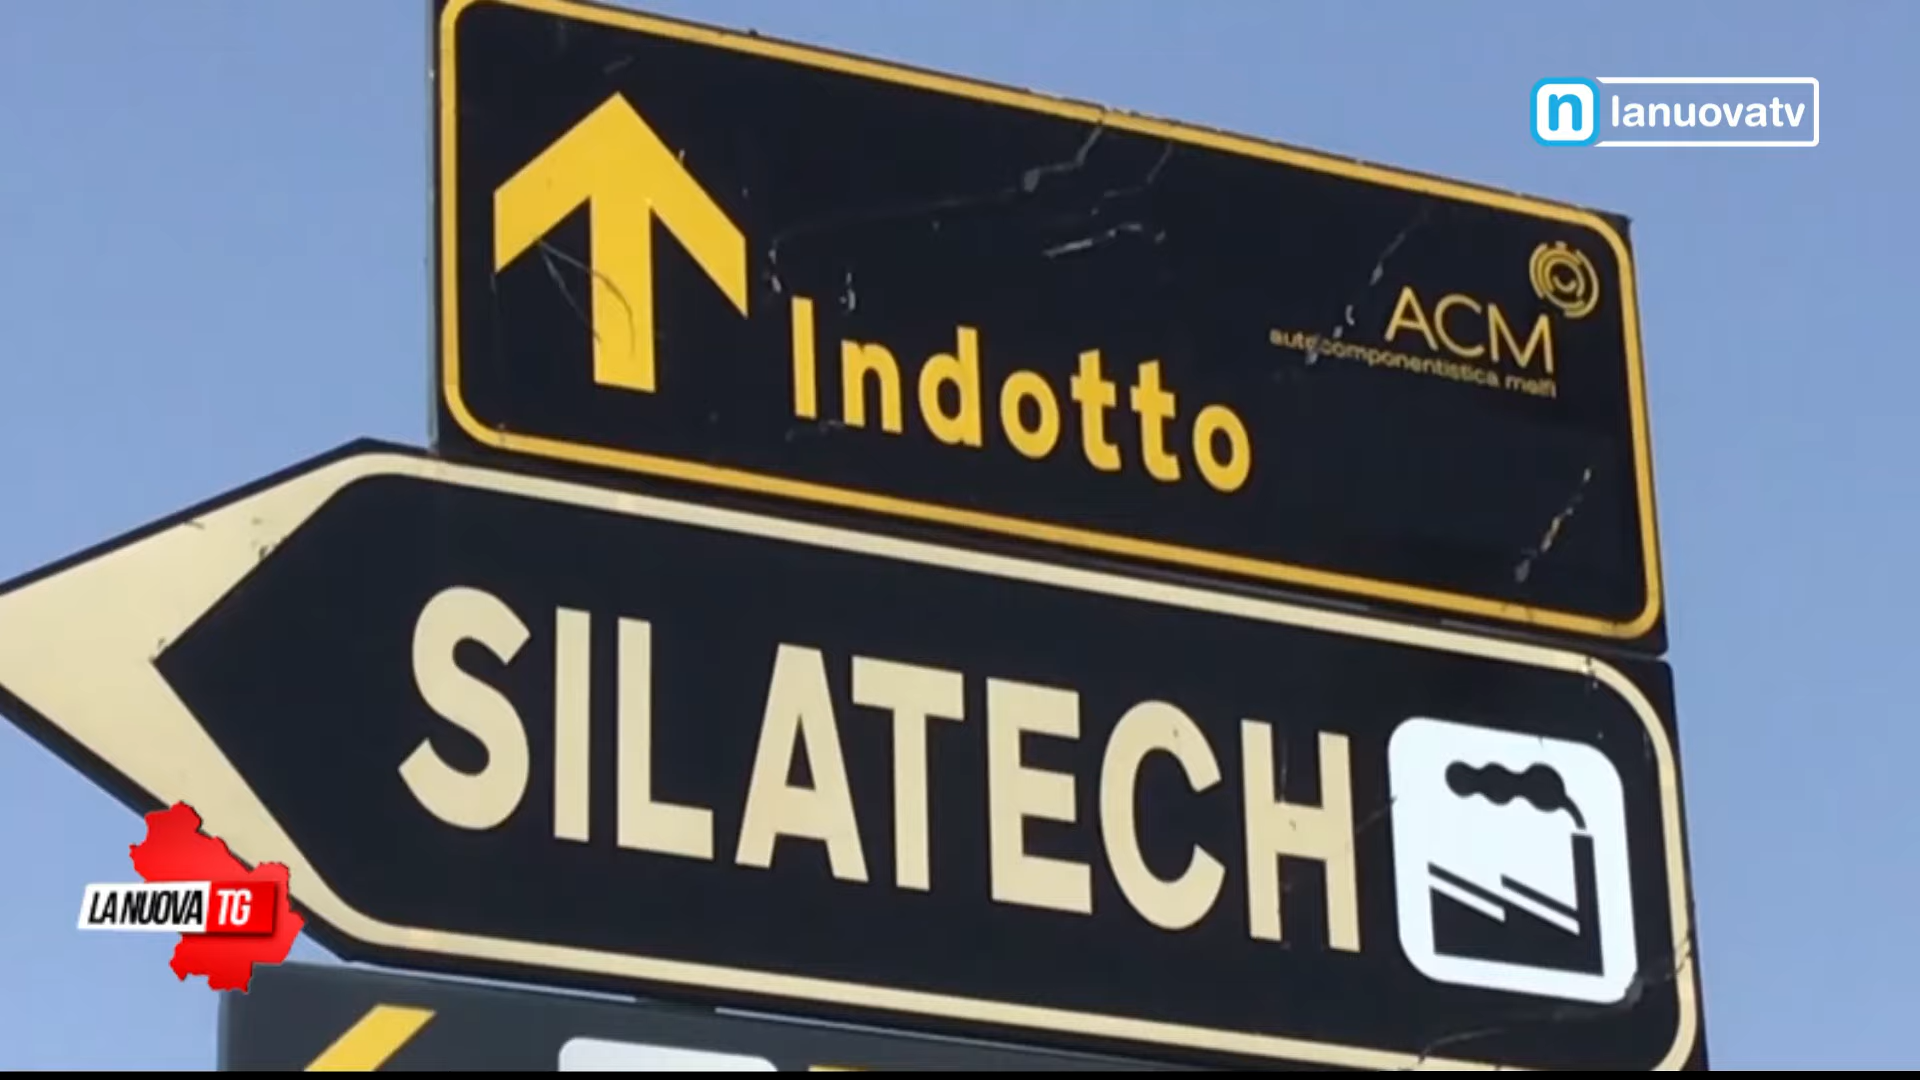 n lanuovatv
Indotto
ACM
autocomponentistica melfi
SILATECH
LA NUOVA TG